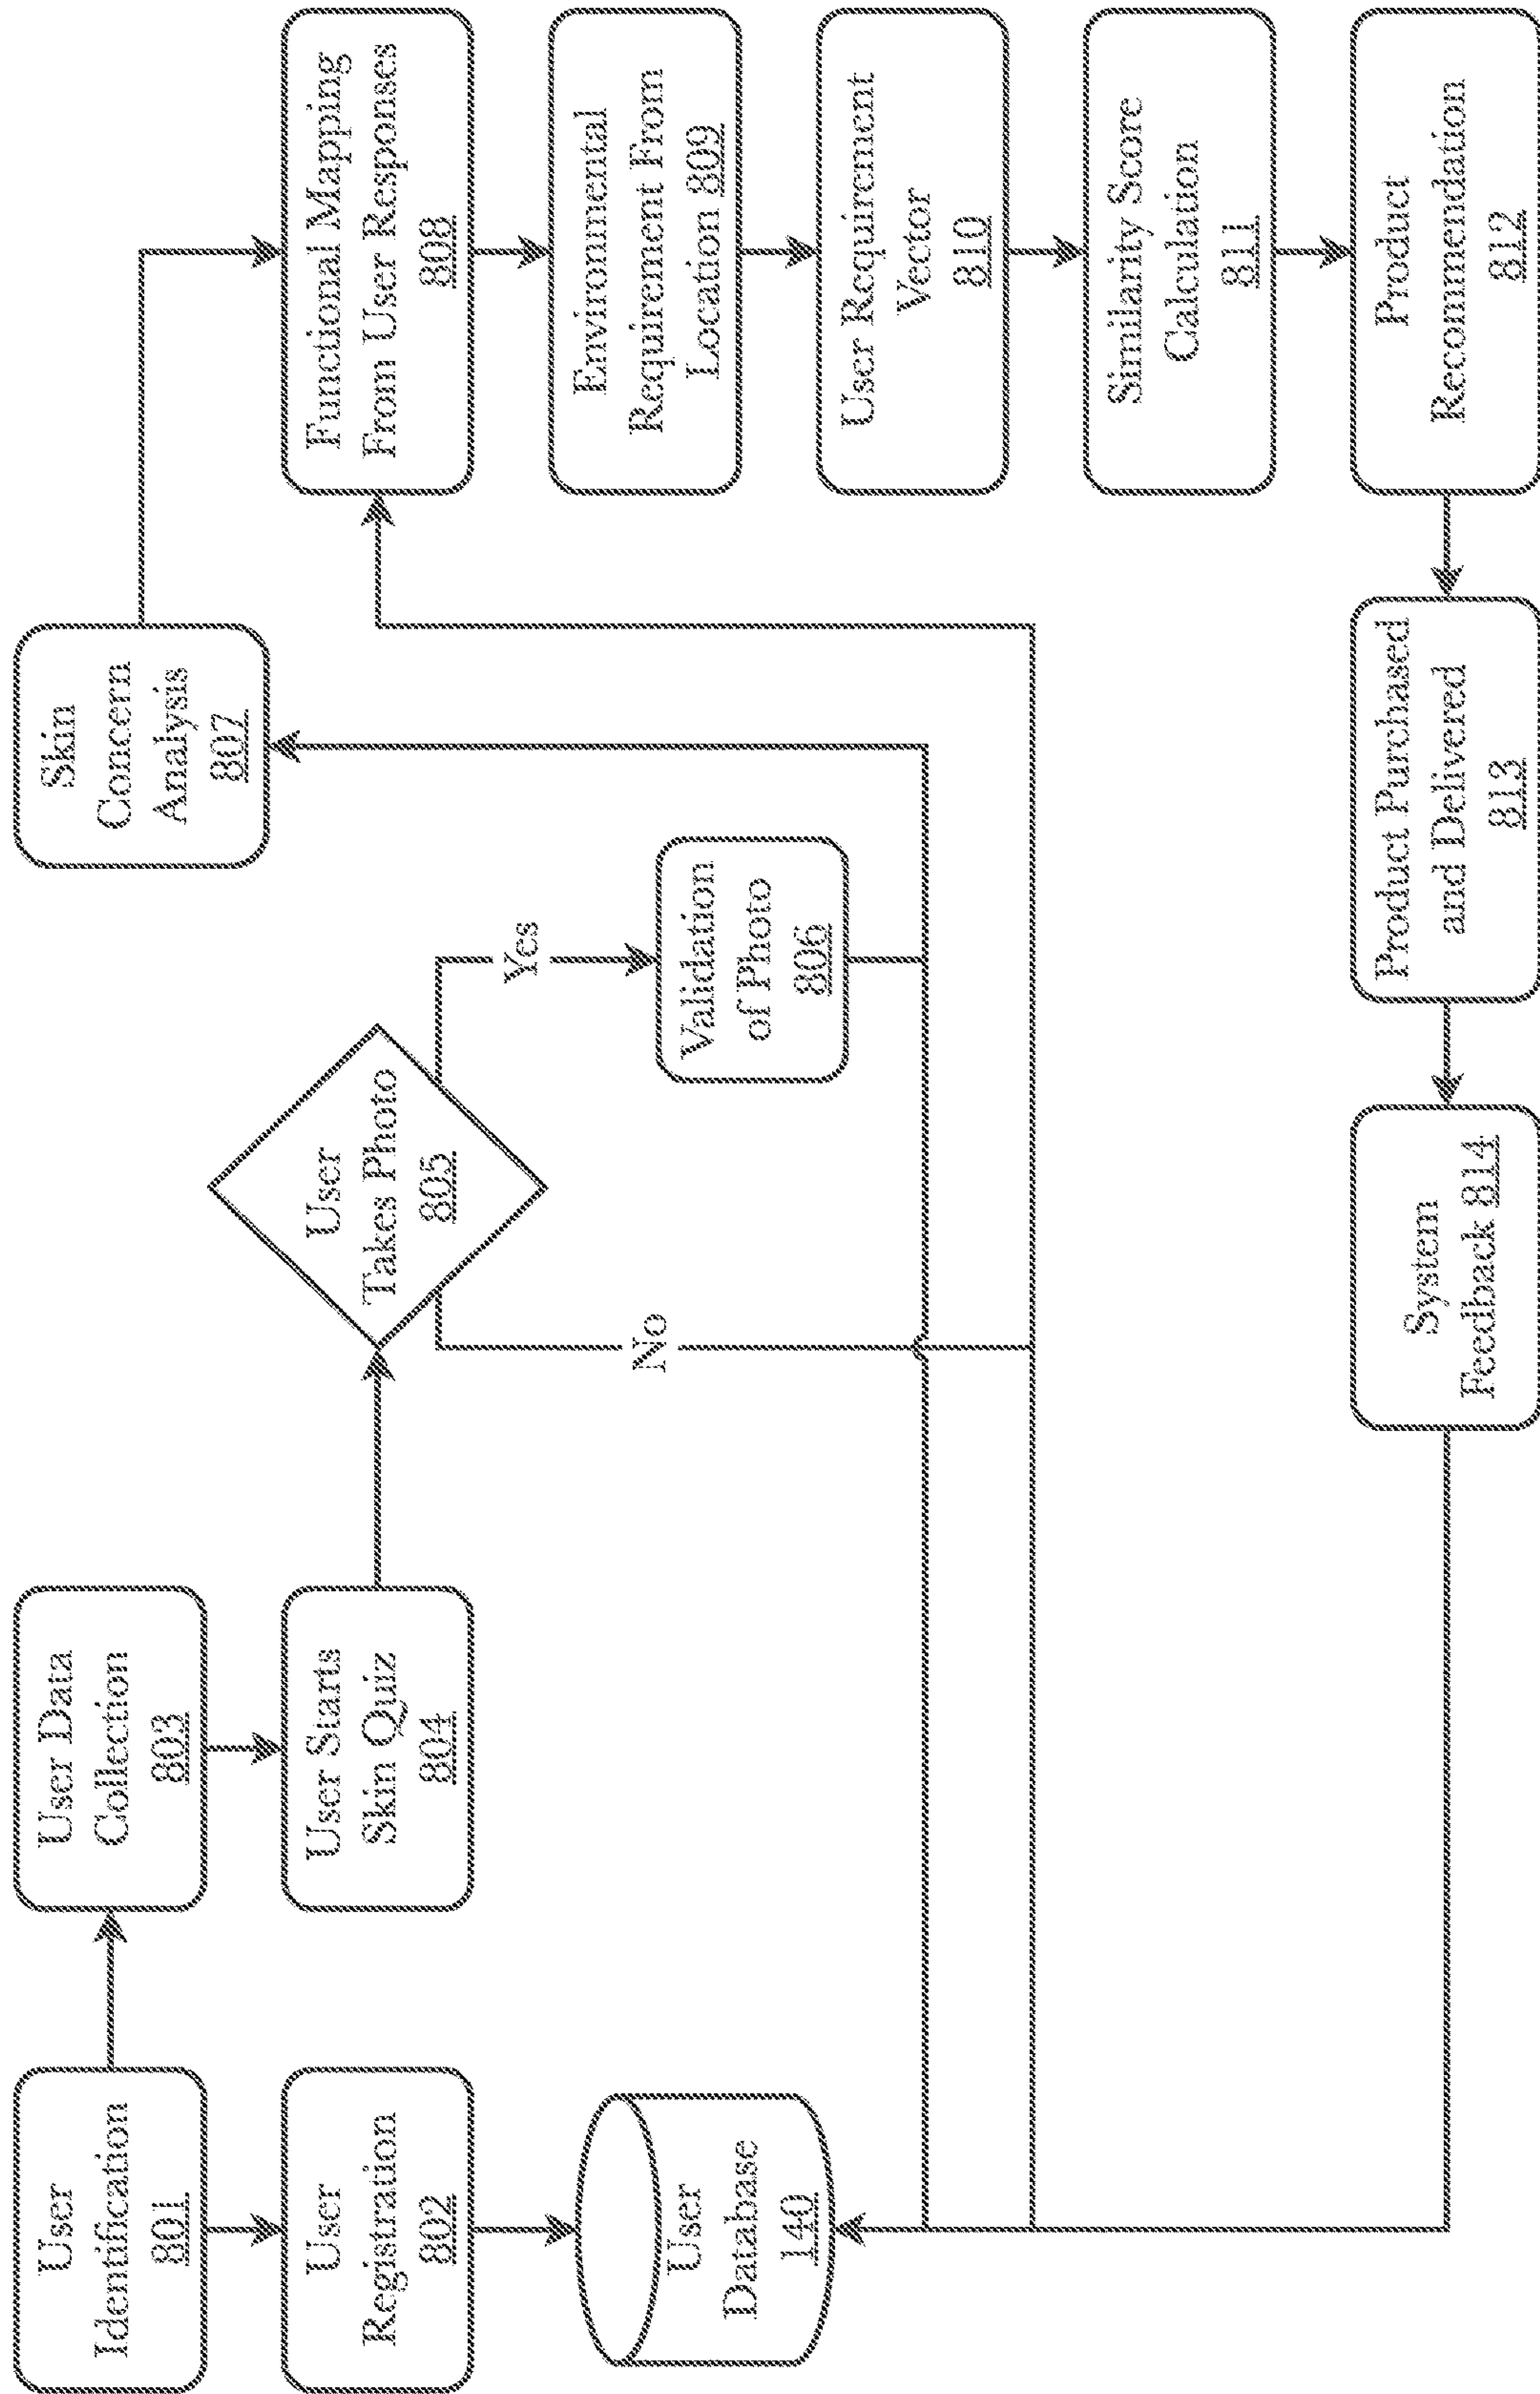 User
Identification
801
User
Registration
802
User
Database
140
User Data
Collection
803
User Starts
Skin Quiz
804
User
Takes Photo
805
Yes
No
Validation
of Photo
806
Skin
Concern
Analysis
807
Functional Mapping
From User Responses
808
Environmental
Requirement From
Location 809
User Requirement
Vector
810
Similarity Score
Calculation
811
Product
Recommendation
812
Product Purchased
and Delivered
813
System
Feedback 814